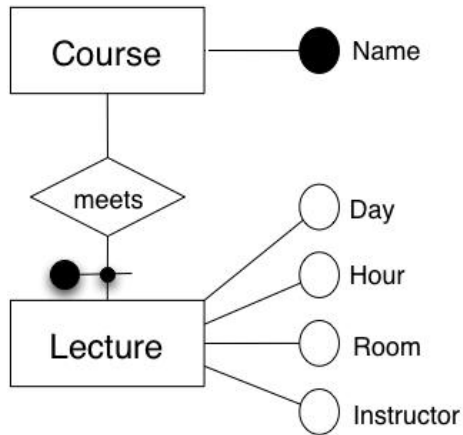 Course
Name
meets
Day
Hour
Lecture
Room
Instructor